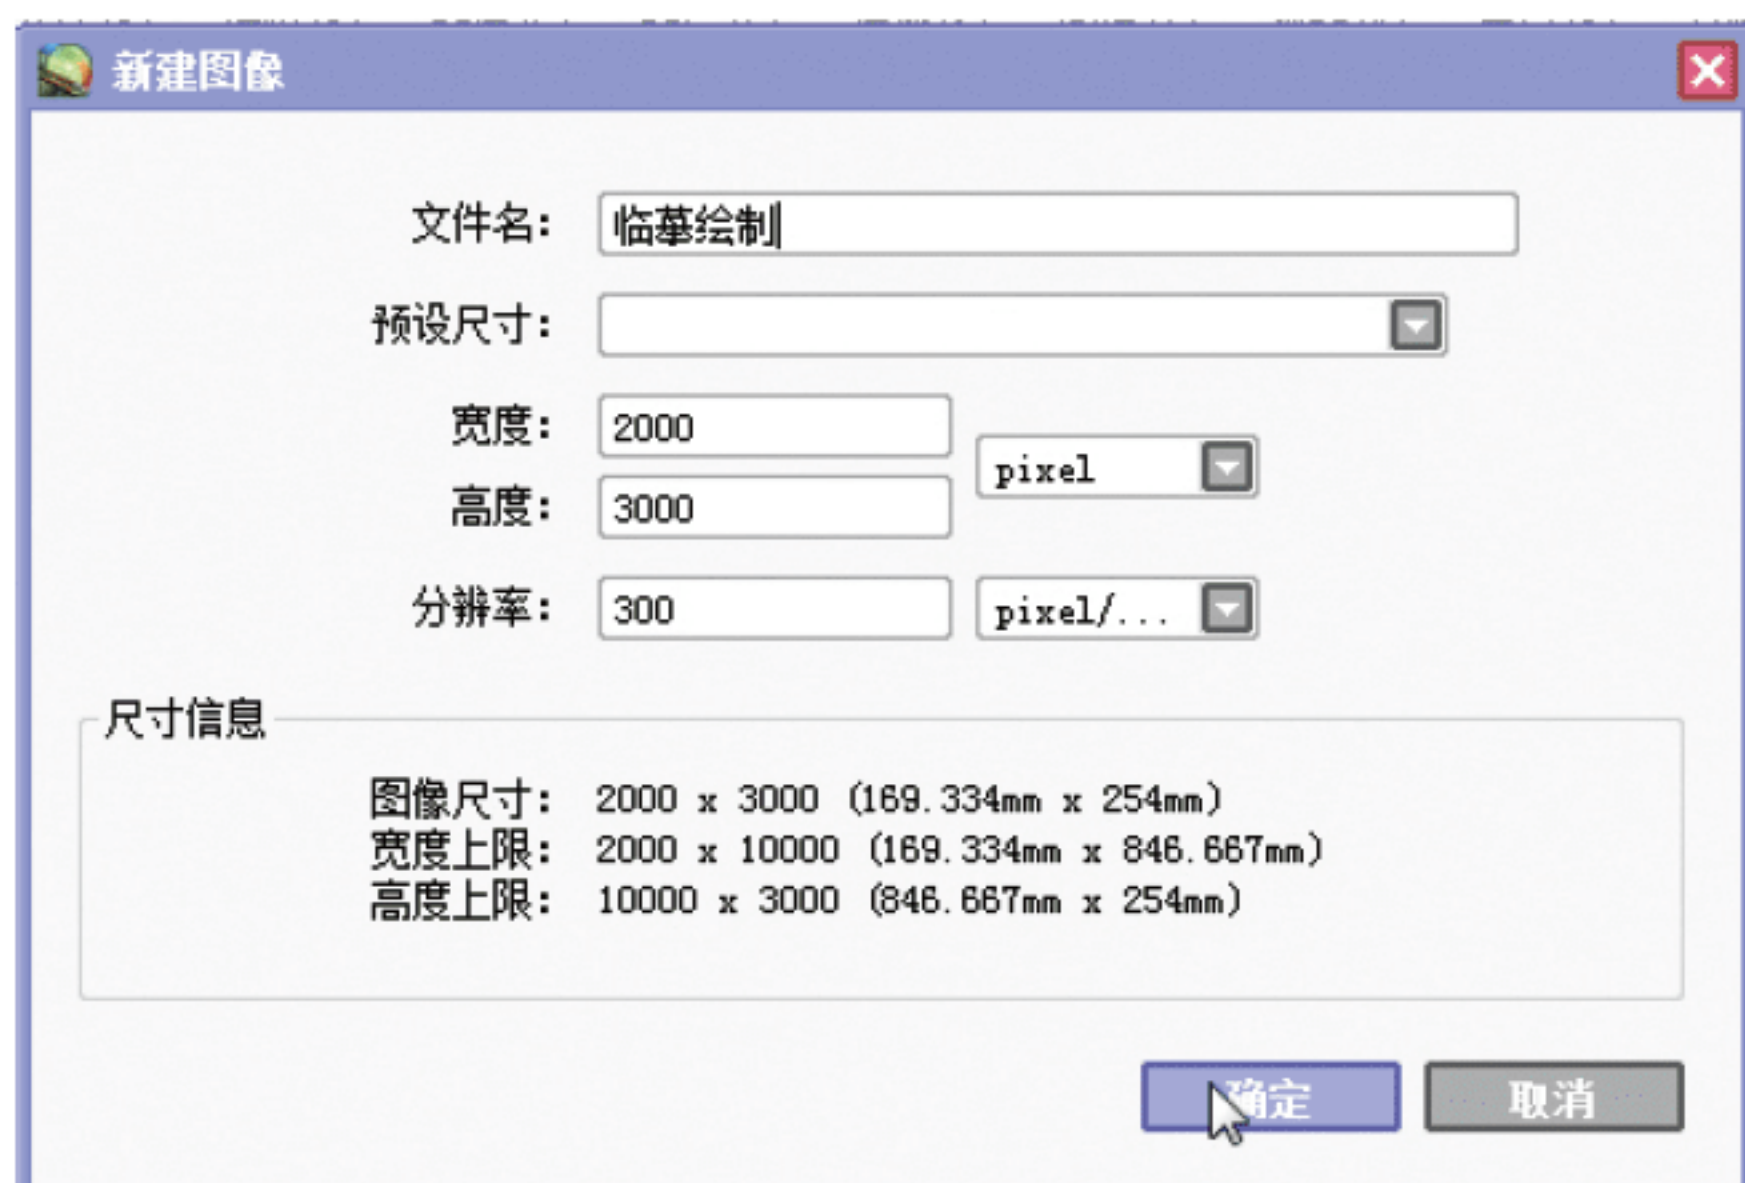 新建图像
文件名: 临摹绘制
预设尺寸:
宽度: 2000
pixel
高度: 3000
分辨率: 300 pixel/...
尺寸信息
图像尺寸: 2000 x 3000 (169.334mm x 254mm)
宽度上限: 2000 x 10000 (169.334mm x 846.667mm)
高度上限: 10000 x 3000 (846.667mm x 254mm)
确定 取消